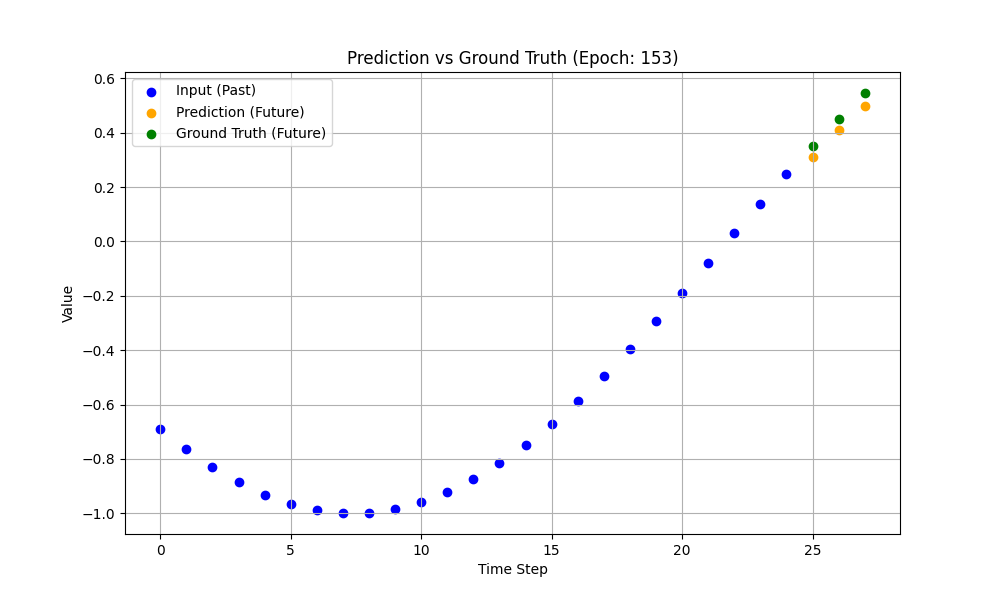 Prediction vs Ground Truth (Epoch: 153)
Input (Past)
Prediction (Future)
Ground Truth (Future)
Value
0.6
0.4
0.2
0.0
−0.2
−0.4
−0.6
−0.8
−1.0
0 5 10 15 20 25
Time Step